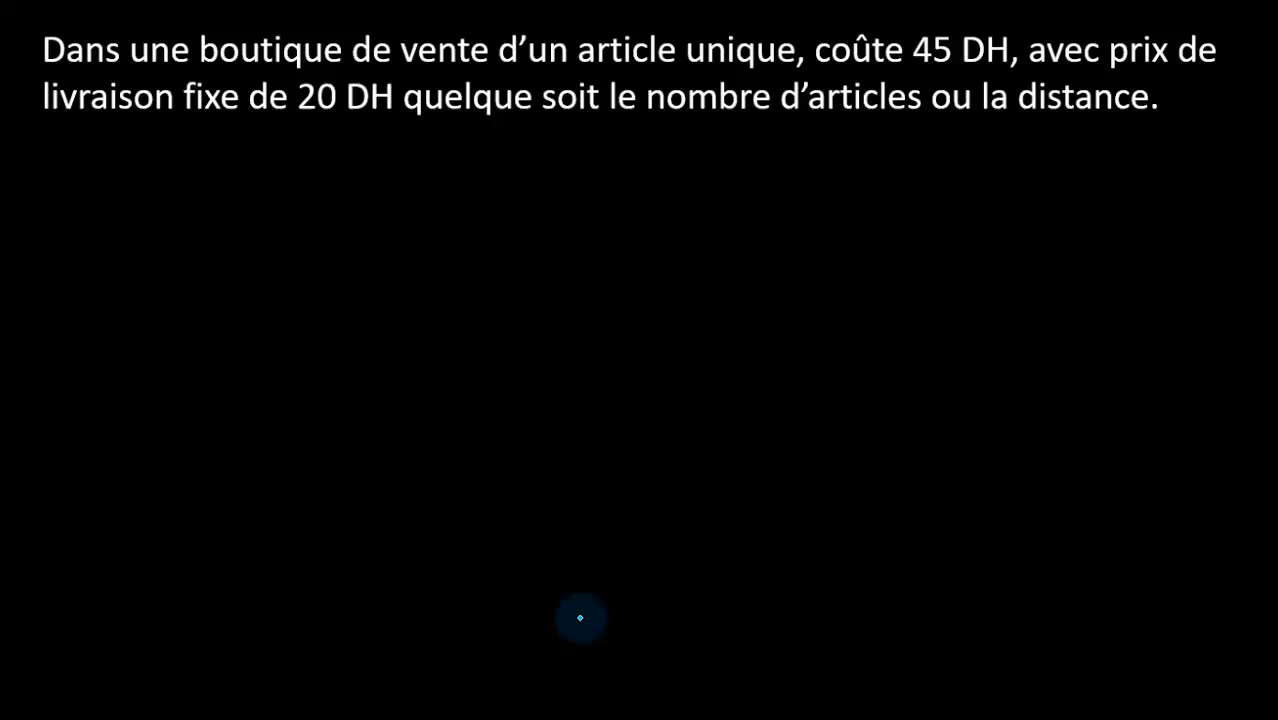 Dans une boutique de vente d’un article unique, coûte 45 DH, avec prix de
livraison fixe de 20 DH quelque soit le nombre d’articles ou la distance.